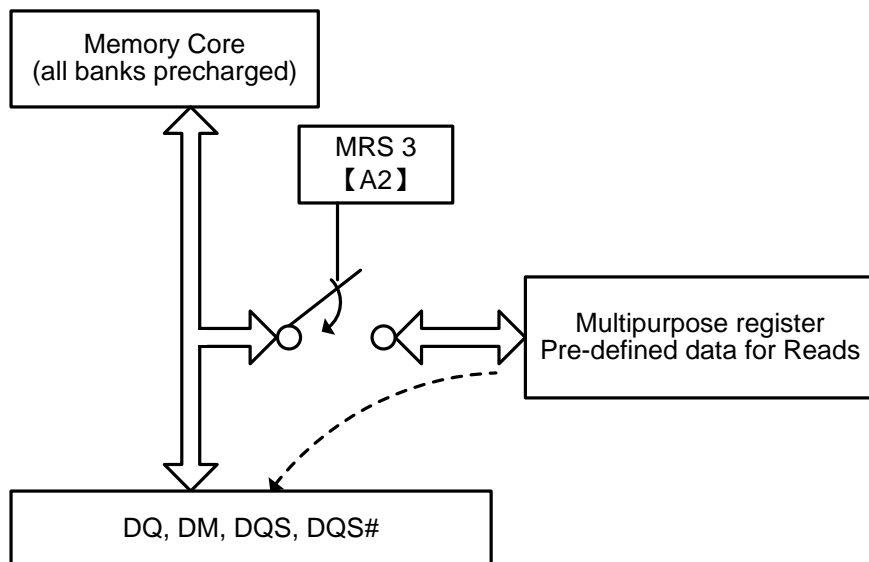 Memory Core
(all banks precharged)
MRS 3
【A2】
Multipurpose register
Pre-defined data for Reads
DQ, DM, DQS, DQS#